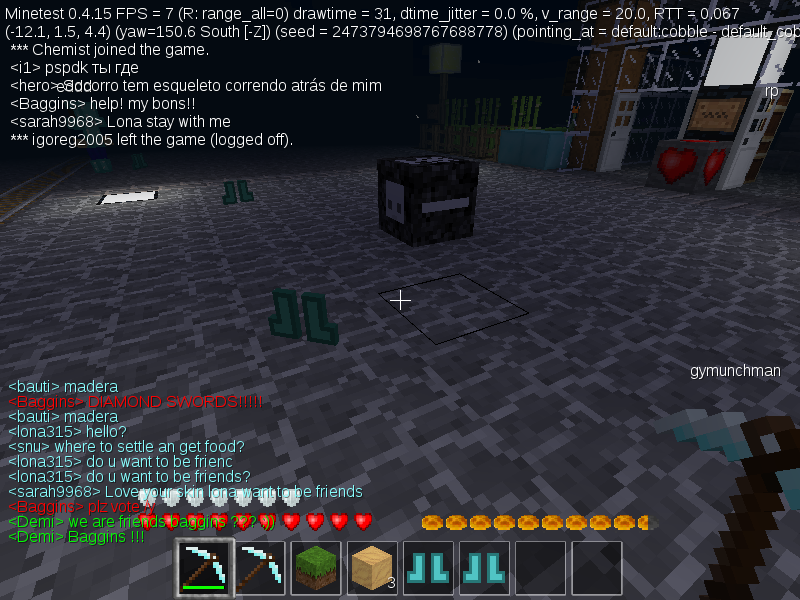 Minetest 0.4.15 FPS = 7 (R: range_all=0) drawtime = 31, dtime_jitter = 0.0 %, v_range = 20.0, RTT = 0.067
(-12.1, 1.5, 4.4) (yaw=150.6 South [-Z]) (seed = 2473794698767688778) (pointing_at = default:cobble - default_cob
*** Chemist joined the game.
<i1> pspdk ты где
<hero> Socorro tem esqueleto correndo atrás de mim
<Baggins> help! my bons!!
<sarah9968> Lona stay with me
*** igoreg2005 left the game (logged off).
rp
gymunchman
<bauti> madera
<Baggins> DIAMOND SWORDS!!!!!
<bauti> madera
<lona315> hello?
<snu> where to settle an get food?
<lona315> do u want to be frienc
<lona315> do u want to be friends?
<sarah9968> Love your skin lona want to be friends
<Baggins> plz vote
<Demi> we are friends baggins ???
<Demi> Baggins !!!
3